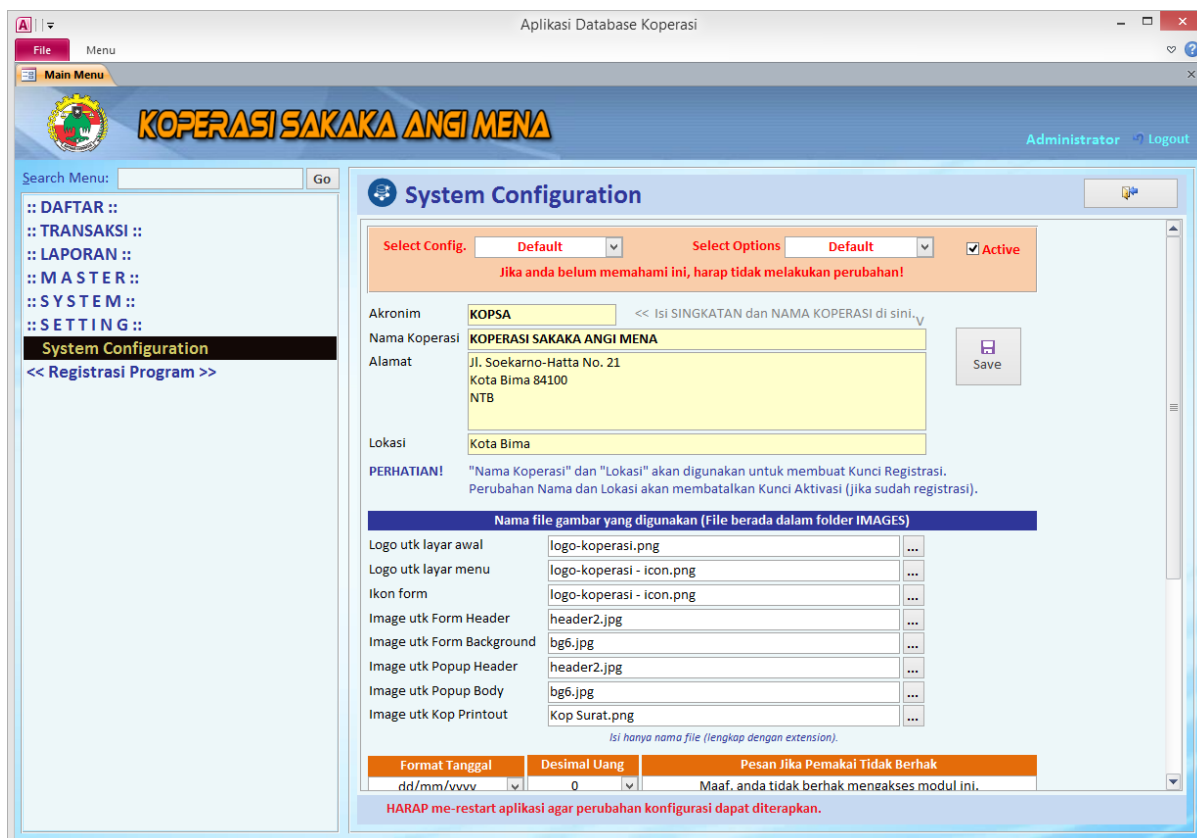 Aplikasi Database Koperasi
File Menu
Main Menu
KOPERASI SAKAKA ANGI MENA
Administrator Logout
Search Menu: Go
:: DAFTAR ::
:: TRANSAKSI ::
:: LAPORAN ::
:: M A S T E R ::
:: S Y S T E M ::
:: S E T T I N G ::
System Configuration
<< Registrasi Program >>
System Configuration
Select Config. Default Select Options Default Active
Jika anda belum memahami ini, harap tidak melakukan perubahan!
Akronim KOPSA << Isi SINGKATAN dan NAMA KOPERASI di sini. V
Nama Koperasi KOPERASI SAKAKA ANGI MENA
Alamat Jl. Soekarno-Hatta No. 21
Kota Bima 84100
NTB
Save
Lokasi Kota Bima
PERHATIAN! "Nama Koperasi" dan "Lokasi" akan digunakan untuk membuat Kunci Registrasi.
Perubahan Nama dan Lokasi akan membatalkan Kunci Aktivasi (jika sudah registrasi).
Nama file gambar yang digunakan (File berada dalam folder IMAGES)
Logo utk layar awal logo-koperasi.png ...
Logo utk layar menu logo-koperasi - icon.png ...
Ikon form logo-koperasi - icon.png ...
Image utk Form Header header2.jpg ...
Image utk Form Background bg6.jpg ...
Image utk Popup Header header2.jpg ...
Image utk Popup Body bg6.jpg ...
Image utk Kop Printout Kop Surat.png ...
Isi hanya nama file (lengkap dengan extension).
Format Tanggal Desimal Uang Pesan Jika Pemakai Tidak Berhak
dd/mm/yyyy 0 Maaf, anda tidak berhak mengakses modul ini.
HARAP me-restart aplikasi agar perubahan konfigurasi dapat diterapkan.